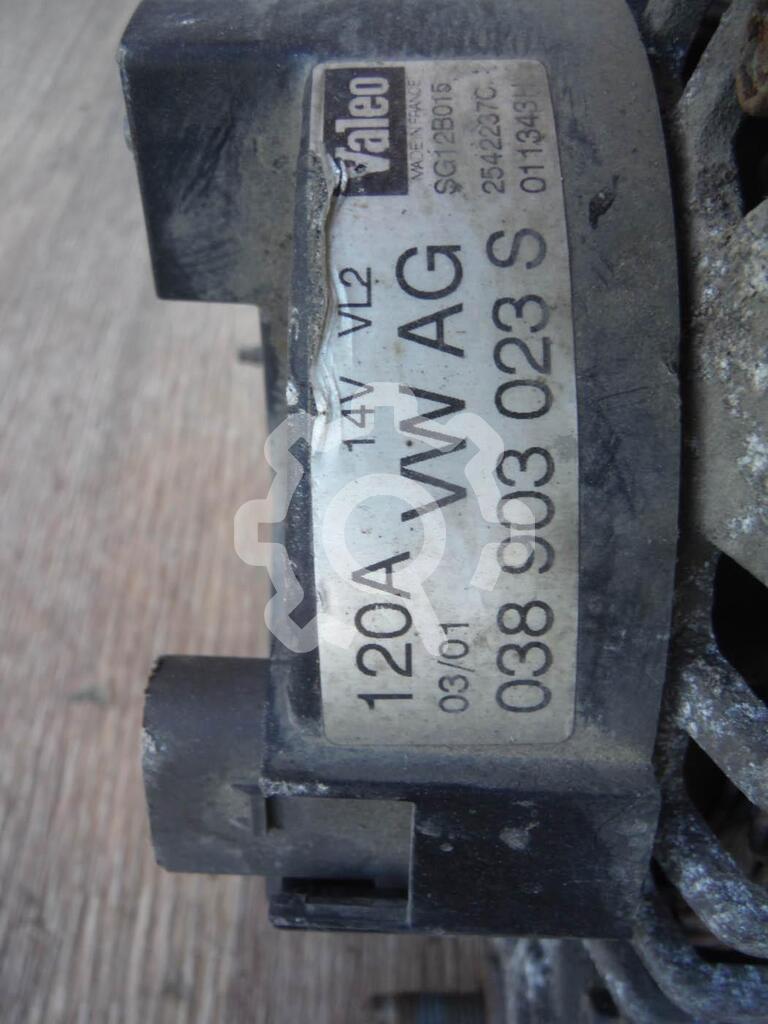 Valeo
MADE IN FRANCE
SG12B015
2542237C
011343H
120A 14V VL2
03/01 VW AG
038 903 023 S